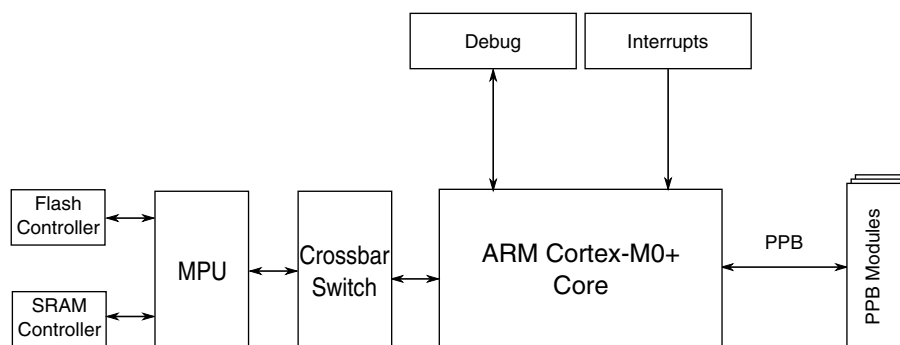 Debug
Interrupts
Flash
Controller
SRAM
Controller
MPU
Crossbar
Switch
ARM Cortex-M0+
Core
PPB
PPB Modules